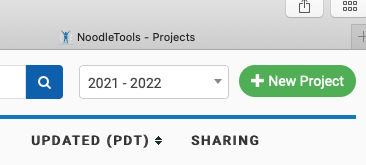 NoodleTools - Projects
2021 - 2022
New Project
UPDATED (PDT)
SHARING